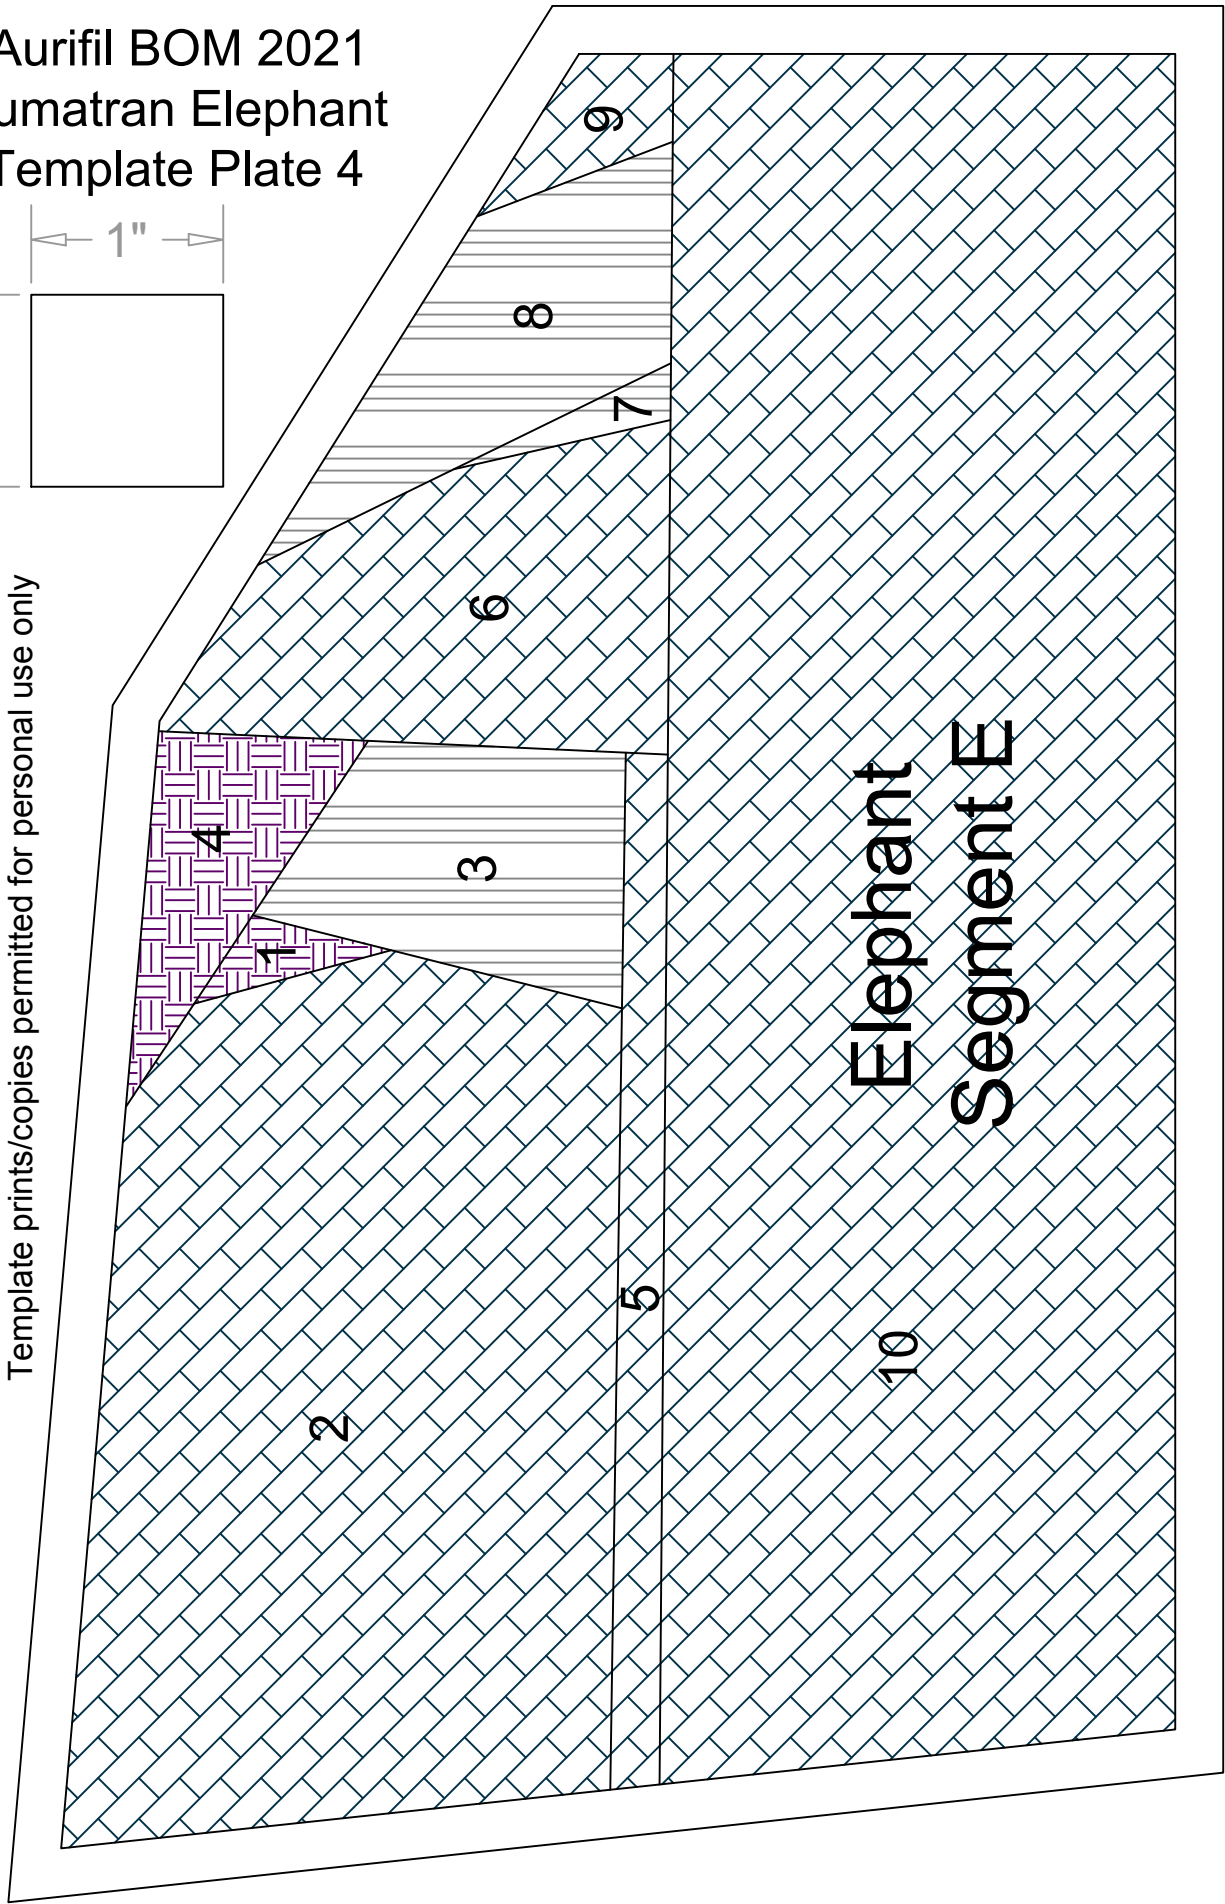 Aurifil BOM 2021
umatran Elephant
Template Plate 4
1"
Template prints/copies permitted for personal use only
9
8
7
6
4
3
1
5
2
10
Elephant
Segment E